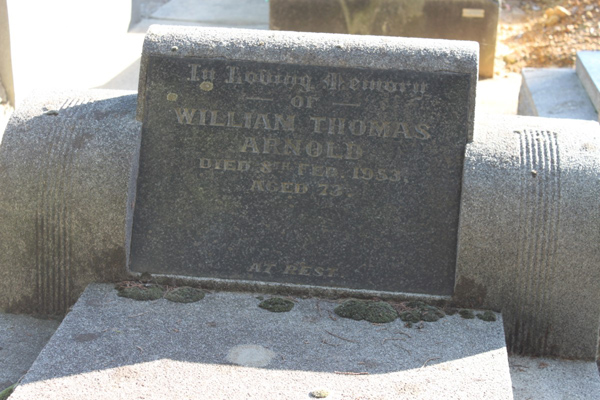 In Loving Memory
OF
WILLIAM THOMAS
ARNOLD
DIED 8TH FEB. 1953,
AGED 73.
AT REST